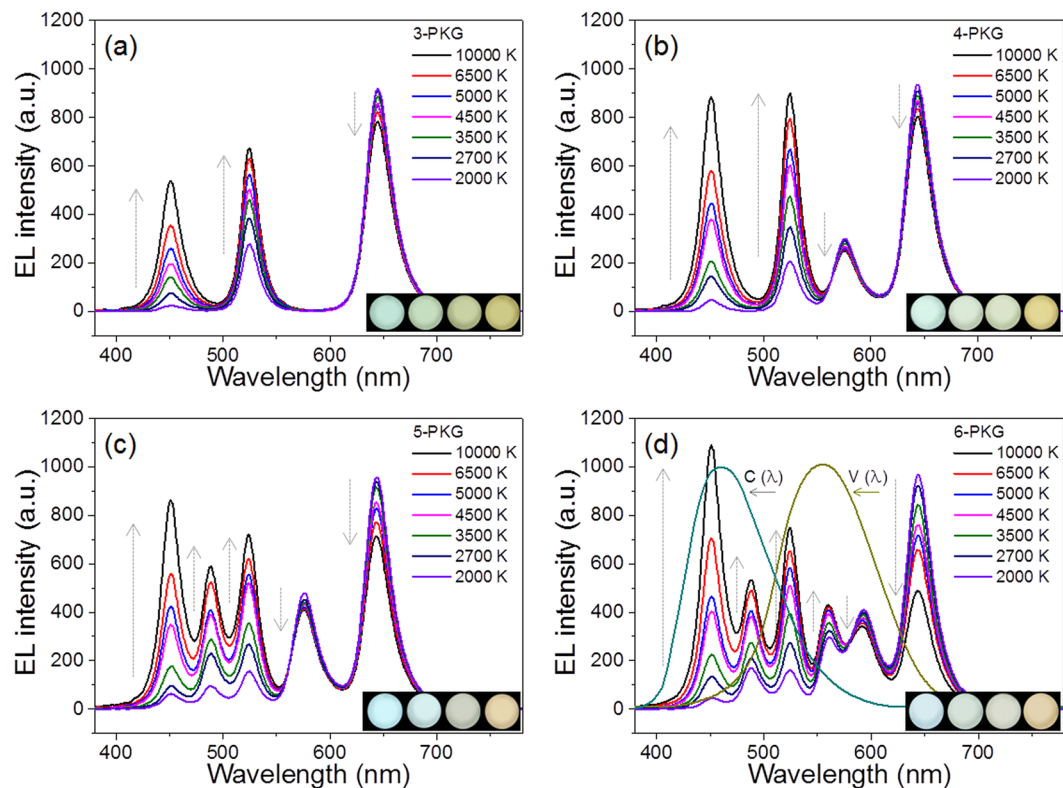 (a)
3-PKG
10000 K
6500 K
5000 K
4500 K
3500 K
2700 K
2000 K
1200
1000
800
600
400
200
0
EL intensity (a.u.)
400
500
600
700
Wavelength (nm)
(b)
4-PKG
10000 K
6500 K
5000 K
4500 K
3500 K
2700 K
2000 K
1200
1000
800
600
400
200
0
EL intensity (a.u.)
400
500
600
700
Wavelength (nm)
(c)
5-PKG
10000 K
6500 K
5000 K
4500 K
3500 K
2700 K
2000 K
1200
1000
800
600
400
200
0
EL intensity (a.u.)
400
500
600
700
Wavelength (nm)
(d)
6-PKG
10000 K
6500 K
5000 K
4500 K
3500 K
2700 K
2000 K
C (λ)
V (λ)
1200
1000
800
600
400
200
0
EL intensity (a.u.)
400
500
600
700
Wavelength (nm)